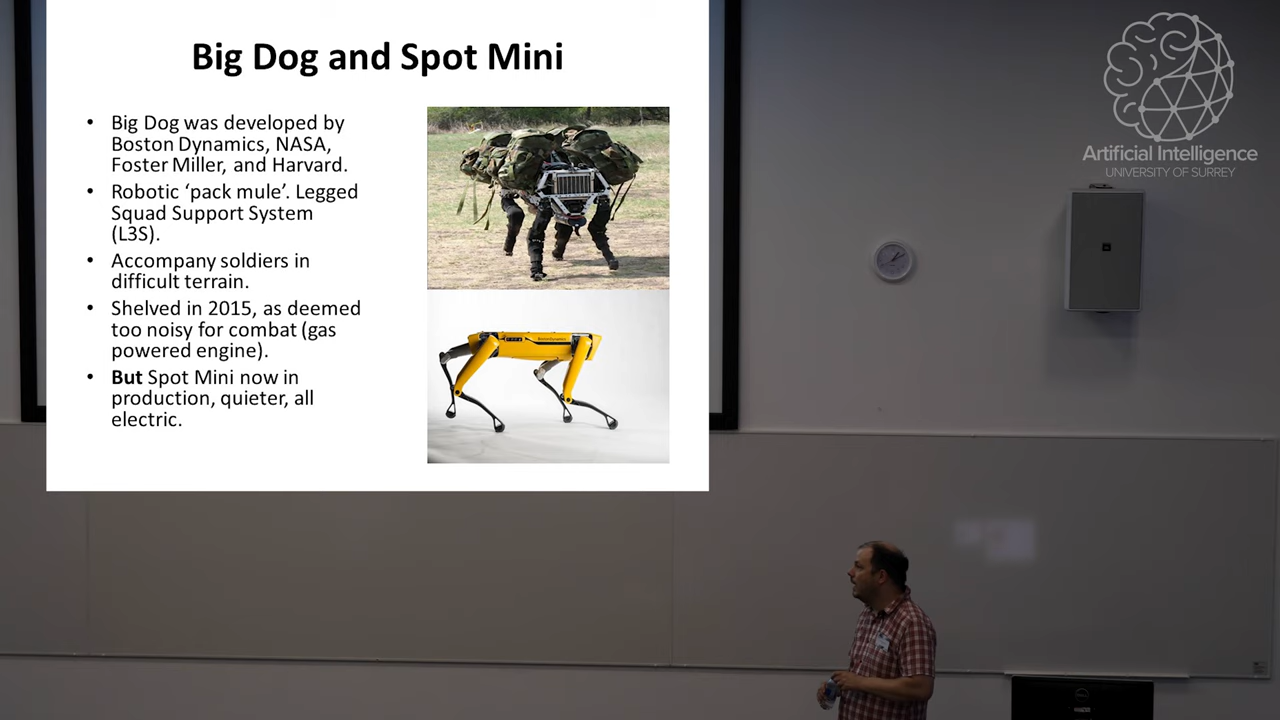 Big Dog and Spot Mini
• Big Dog was developed by
Boston Dynamics, NASA,
Foster Miller, and Harvard.
• Robotic ‘pack mule’. Legged
Squad Support System
(L3S).
• Accompany soldiers in
difficult terrain.
• Shelved in 2015, as deemed
too noisy for combat (gas
powered engine).
• But Spot Mini now in
production, quieter, all
electric.
Artificial Intelligence
UNIVERSITY OF SURREY